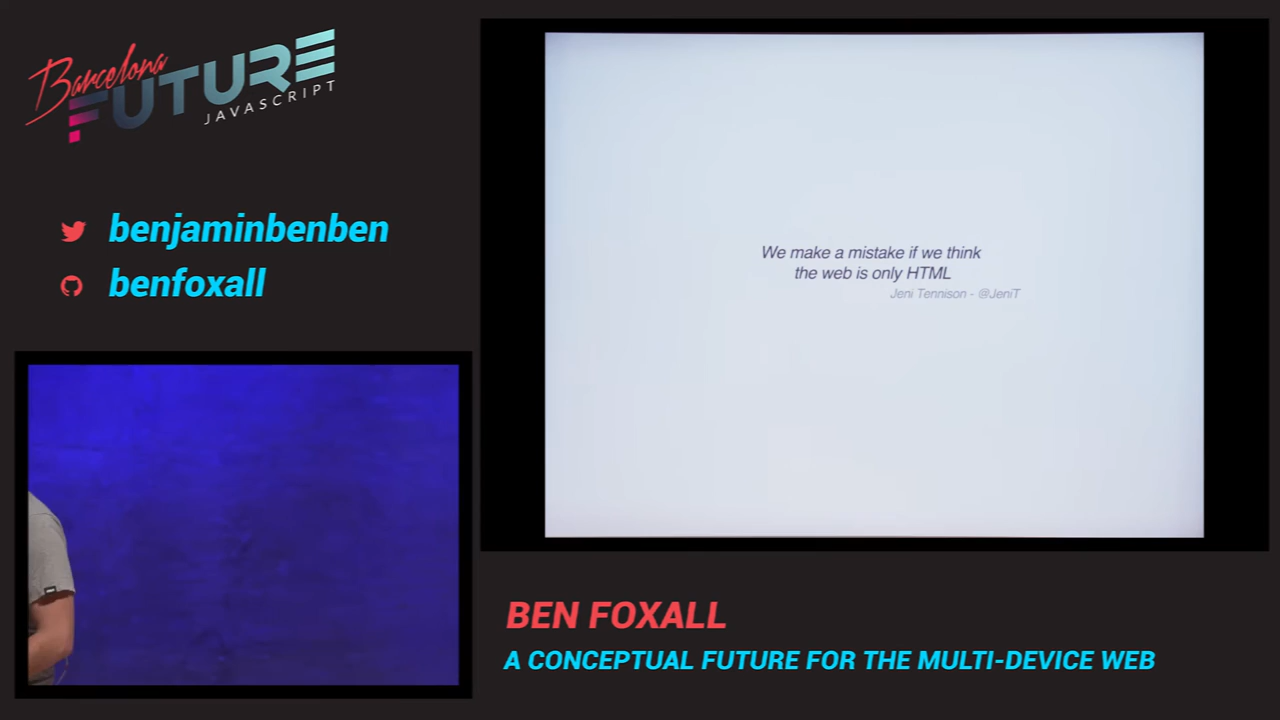 Barcelona
FUTURE
JAVASCRIPT
benjaminbenben
benfoxall
We make a mistake if we think
the web is only HTML
Jeni Tennison - @JeniT
BEN FOXALL
A CONCEPTUAL FUTURE FOR THE MULTI-DEVICE WEB